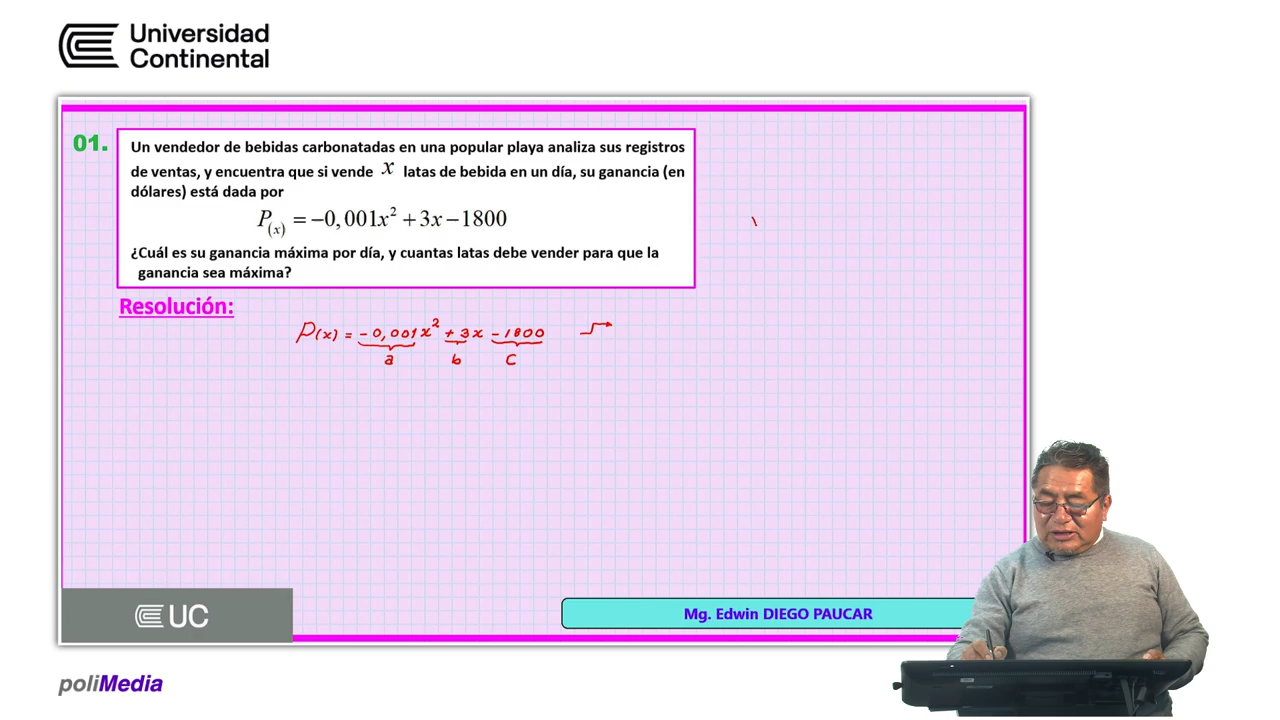 Universidad
Continental
01.
Un vendedor de bebidas carbonatadas en una popular playa analiza sus registros
de ventas, y encuentra que si vende x latas de bebida en un día, su ganancia (en
dólares) está dada por
P(x) = −0,001x² + 3x − 1800
¿Cuál es su ganancia máxima por día, y cuantas latas debe vender para que la
ganancia sea máxima?
Resolución:
P(x) = -0,001x² + 3x - 1800
a b c
UC
Mg. Edwin DIEGO PAUCAR
poliMedia